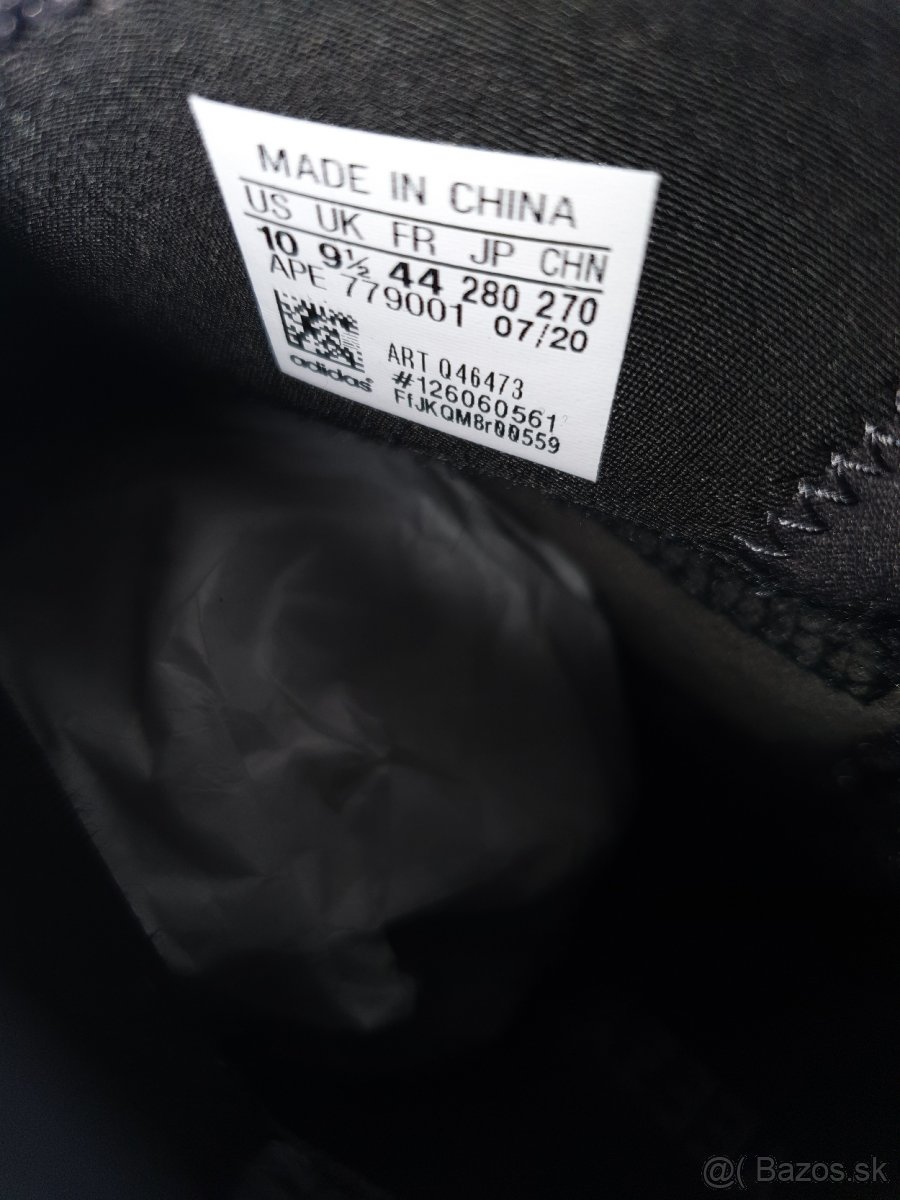 MADE IN CHINA
US UK FR JP CHN
10 9½ 44 280 270
APE 779001 07/20
ART Q46473
#126060561
FfJKQM8r00559
adidas
@( Bazos.sk